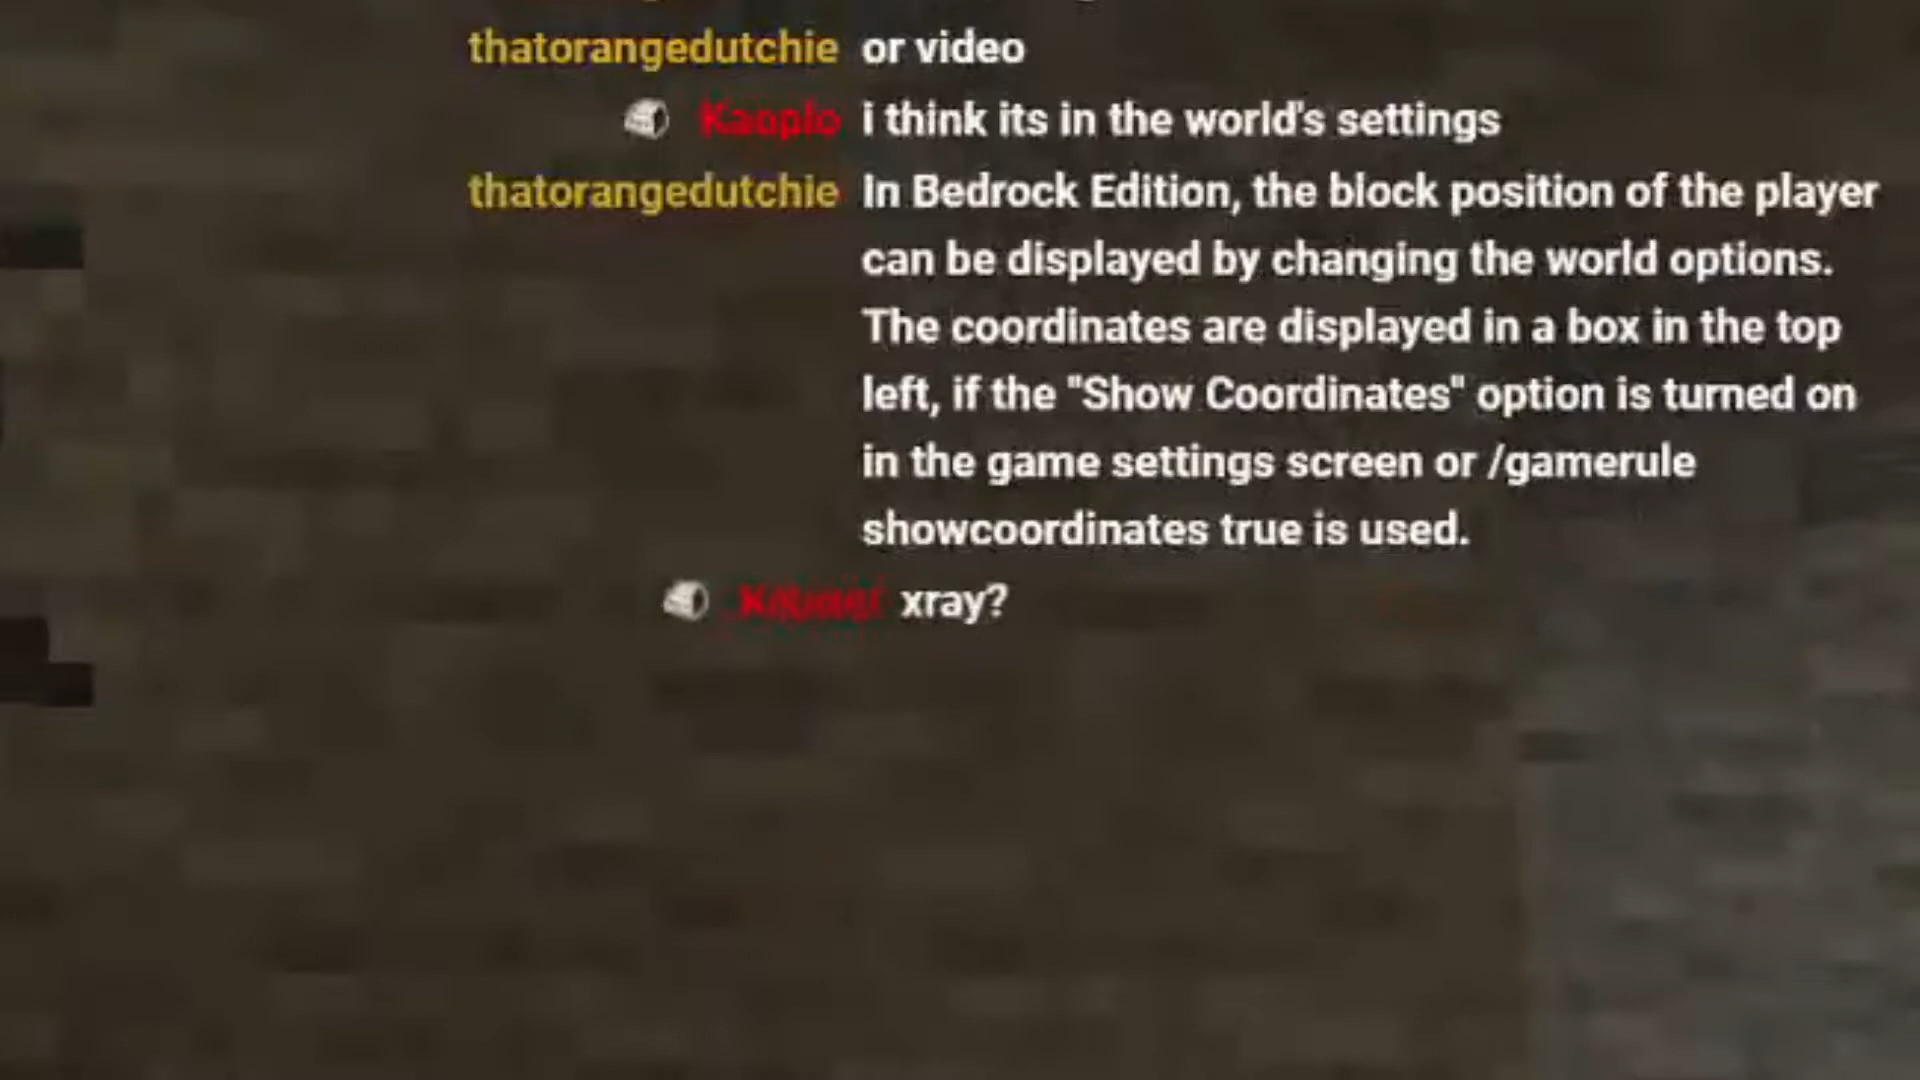 thatorangedutchie or video
Kaoplo i think its in the world's settings
thatorangedutchie In Bedrock Edition, the block position of the player
can be displayed by changing the world options.
The coordinates are displayed in a box in the top
left, if the "Show Coordinates" option is turned on
in the game settings screen or /gamerule
showcoordinates true is used.
xray?